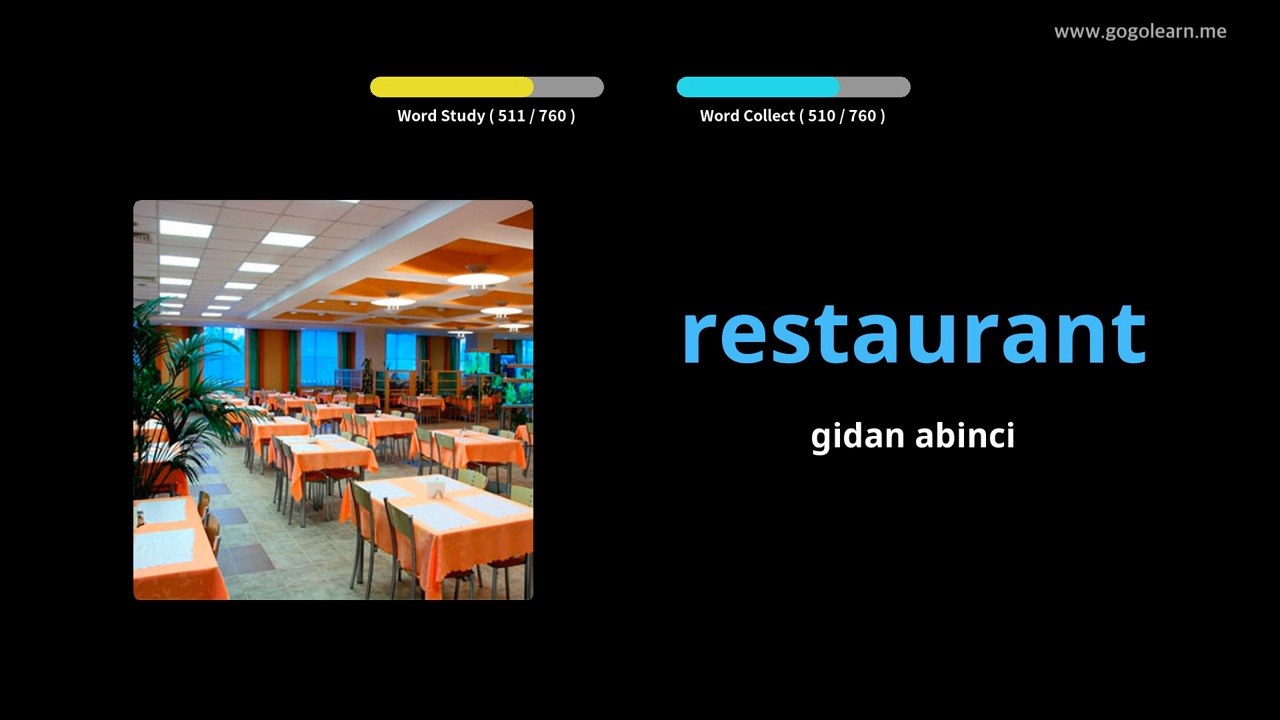 www.gogolearn.me
Word Study ( 511 / 760 )
Word Collect ( 510 / 760 )
restaurant
gidan abinci